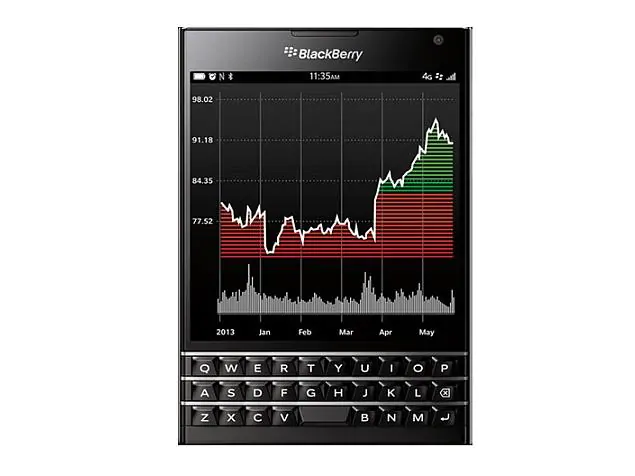 BlackBerry
11:35AM 4G
98.02
91.18
84.35
77.52
2013 Jan Feb Mar Apr May
Q W E R T Y U I O P
A S D F G H J K L
Z X C V B N M